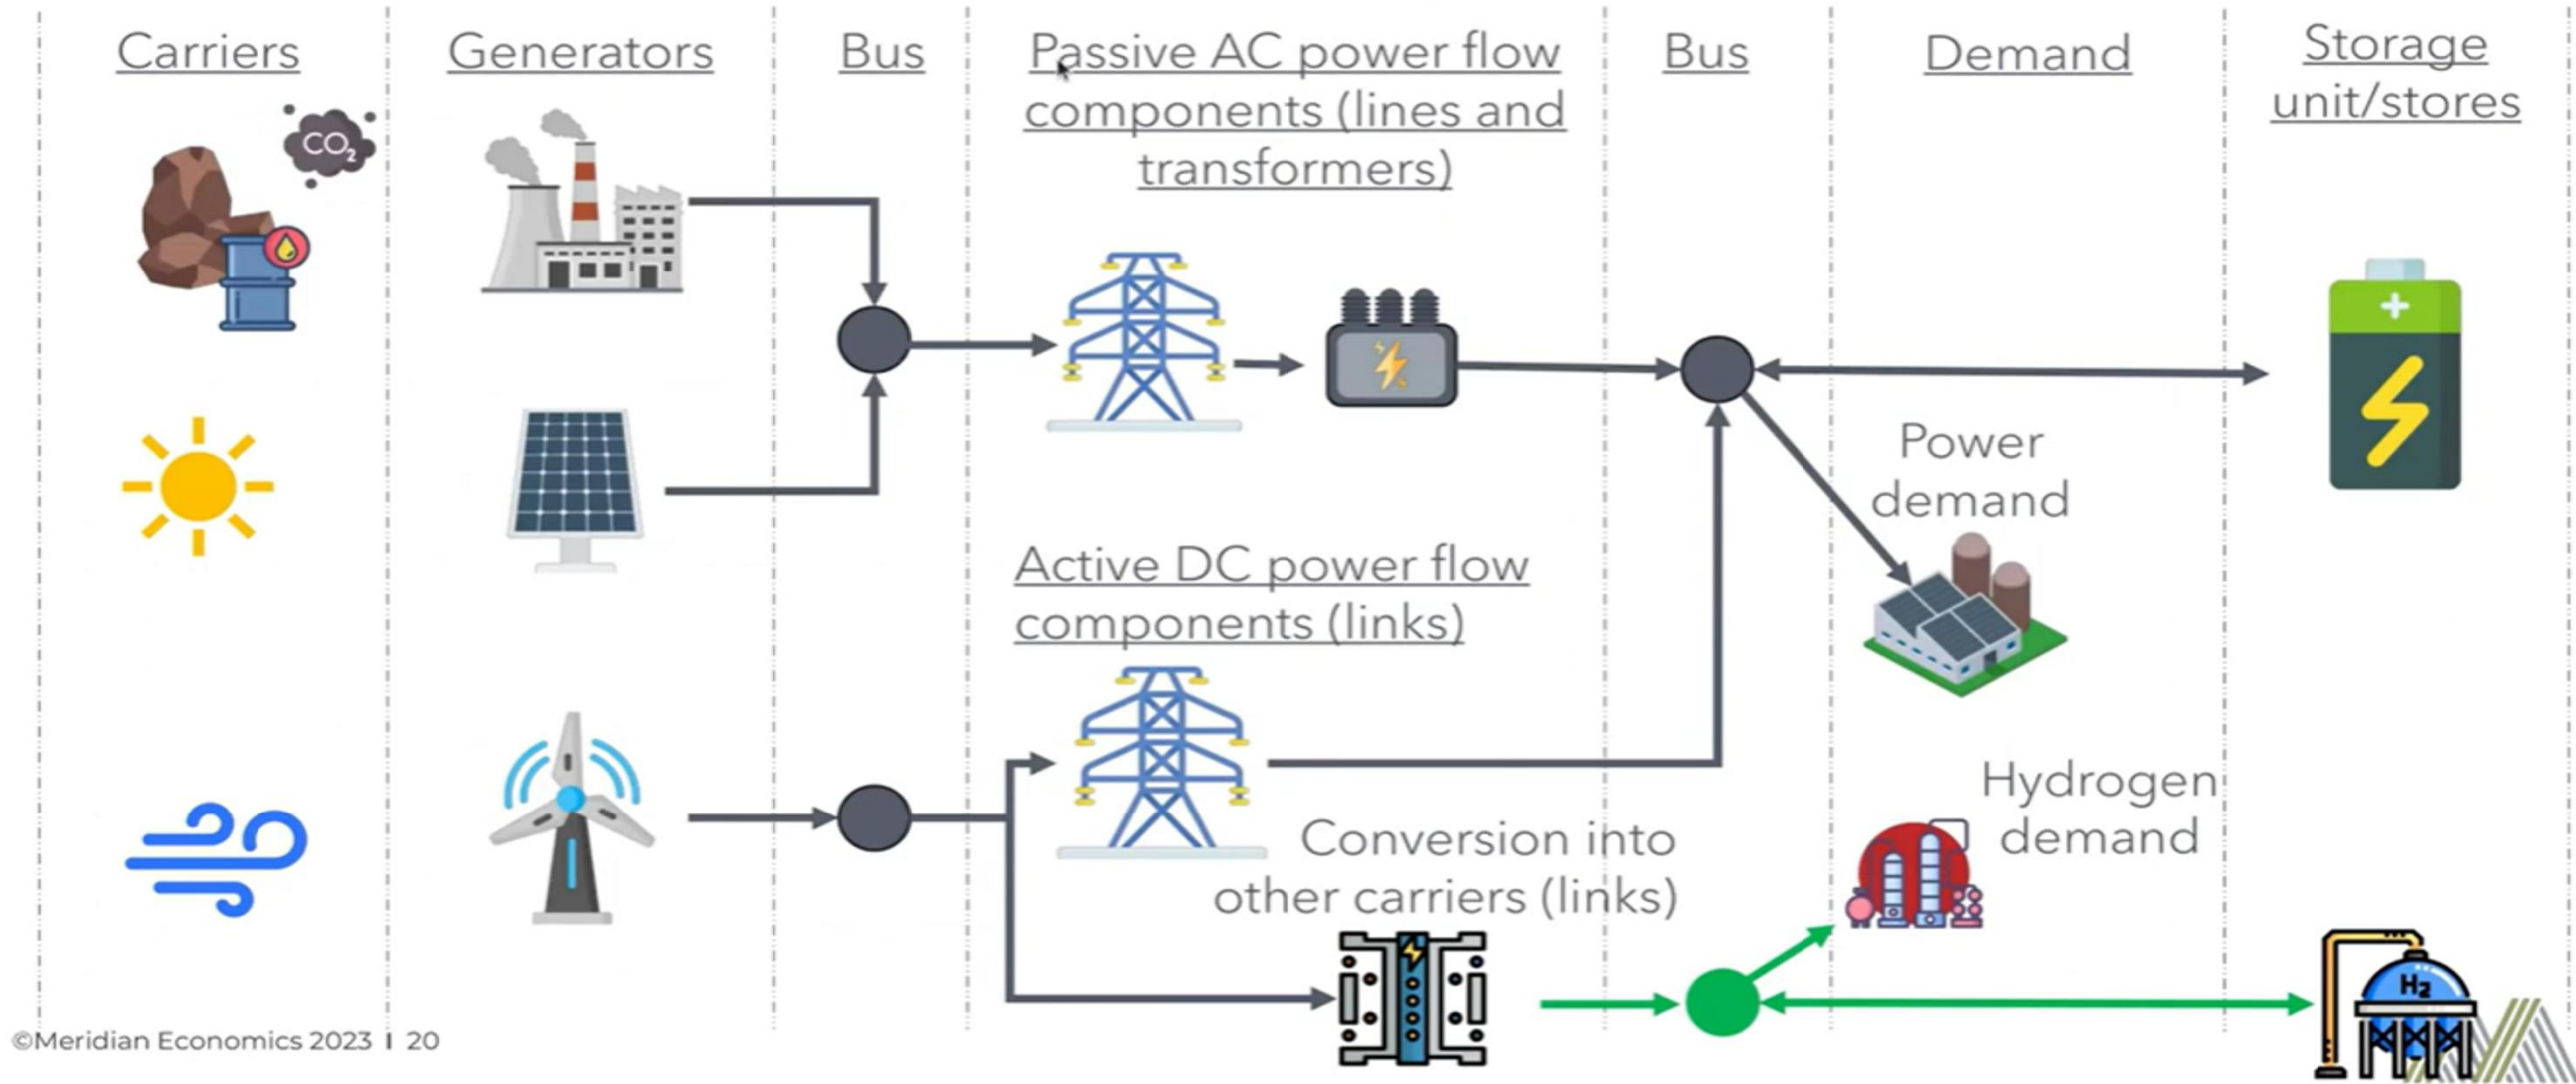 Carriers
Generators
Bus
Passive AC power flow
components (lines and
transformers)
Bus
Demand
Storage
unit/stores
CO2
Power
demand
Active DC power flow
components (links)
Hydrogen
demand
Conversion into
other carriers (links)
H2
©Meridian Economics 2023 I 20